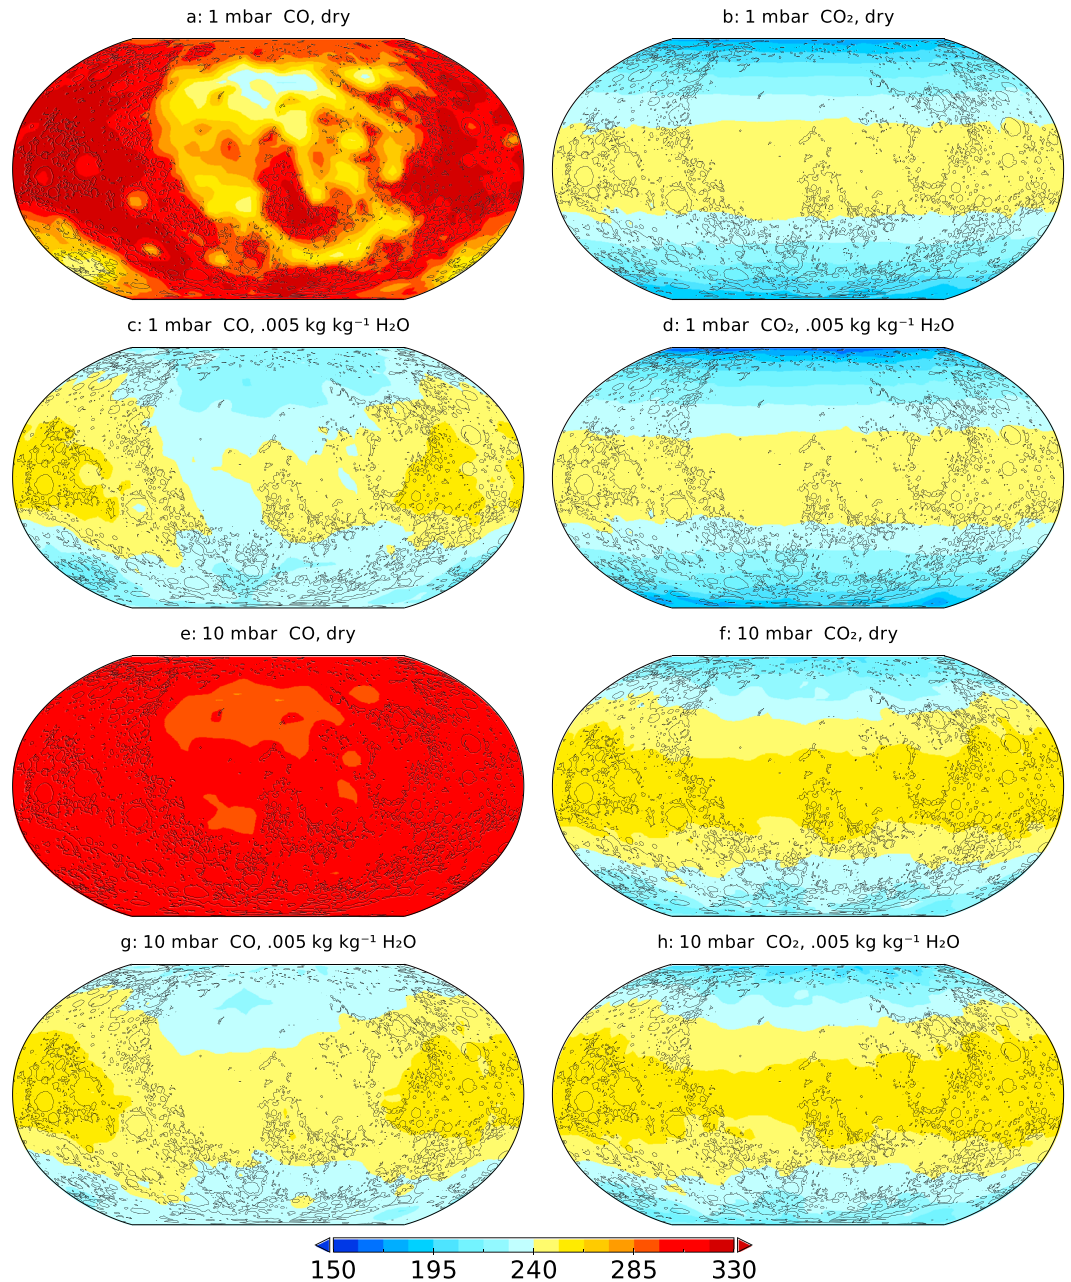 a: 1 mbar  CO, dry
b: 1 mbar  CO₂, dry
c: 1 mbar  CO, .005 kg kg⁻¹ H₂O
d: 1 mbar  CO₂, .005 kg kg⁻¹ H₂O
e: 10 mbar  CO, dry
f: 10 mbar  CO₂, dry
g: 10 mbar  CO, .005 kg kg⁻¹ H₂O
h: 10 mbar  CO₂, .005 kg kg⁻¹ H₂O
150 195 240 285 330